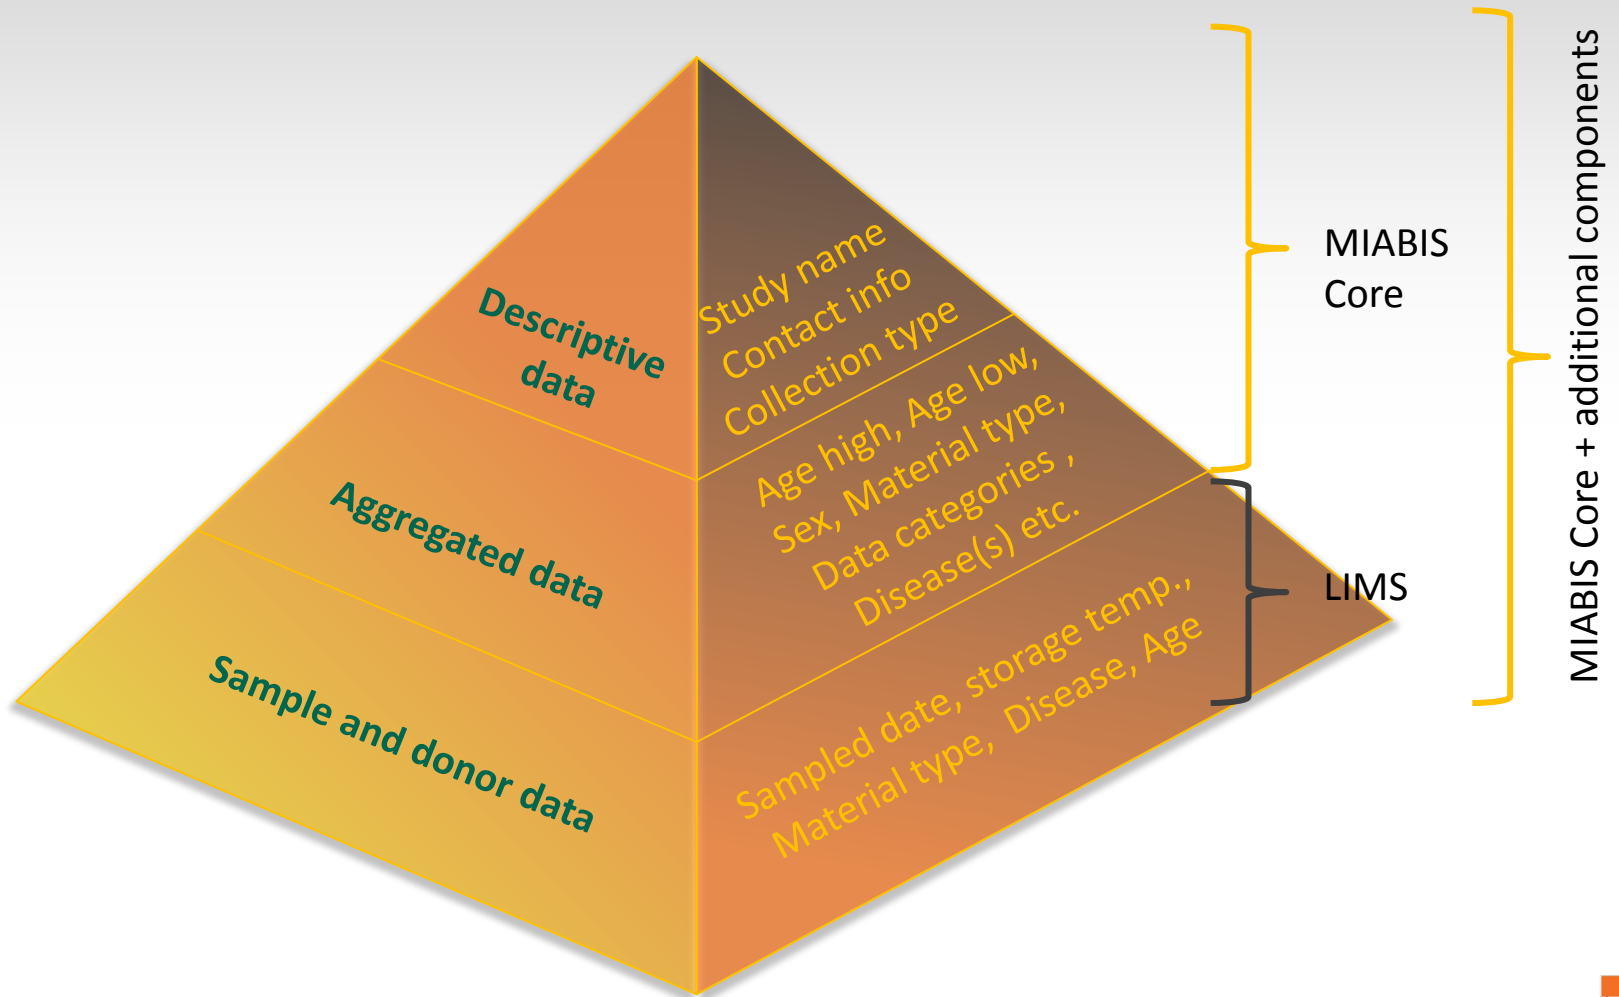 Descriptive
data
Study name
Contact info
Collection type
Aggregated data
Age high, Age low,
Sex, Material type,
Data categories ,
Disease(s) etc.
Sample and donor data
Sampled date, storage temp.,
Material type, Disease, Age
MIABIS
Core
LIMS
MIABIS Core + additional components